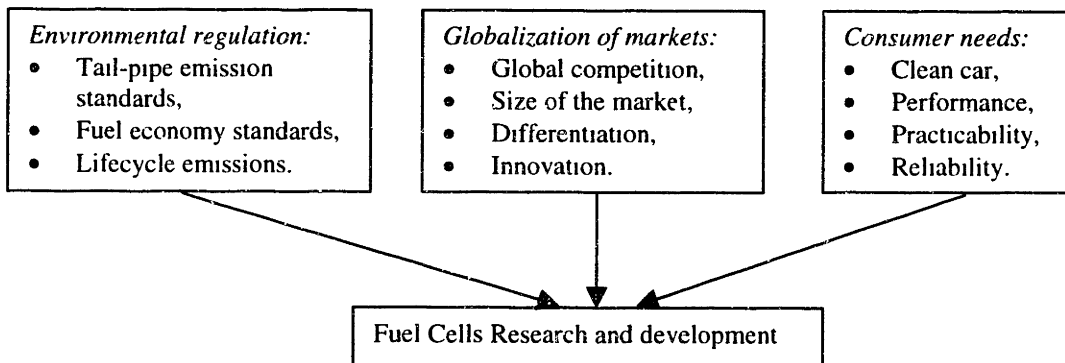 Environmental regulation:
• Tail-pipe emission
standards,
• Fuel economy standards,
• Lifecycle emissions.
Globalization of markets:
• Global competition,
• Size of the market,
• Differentiation,
• Innovation.
Consumer needs:
• Clean car,
• Performance,
• Practicability,
• Reliability.
Fuel Cells Research and development